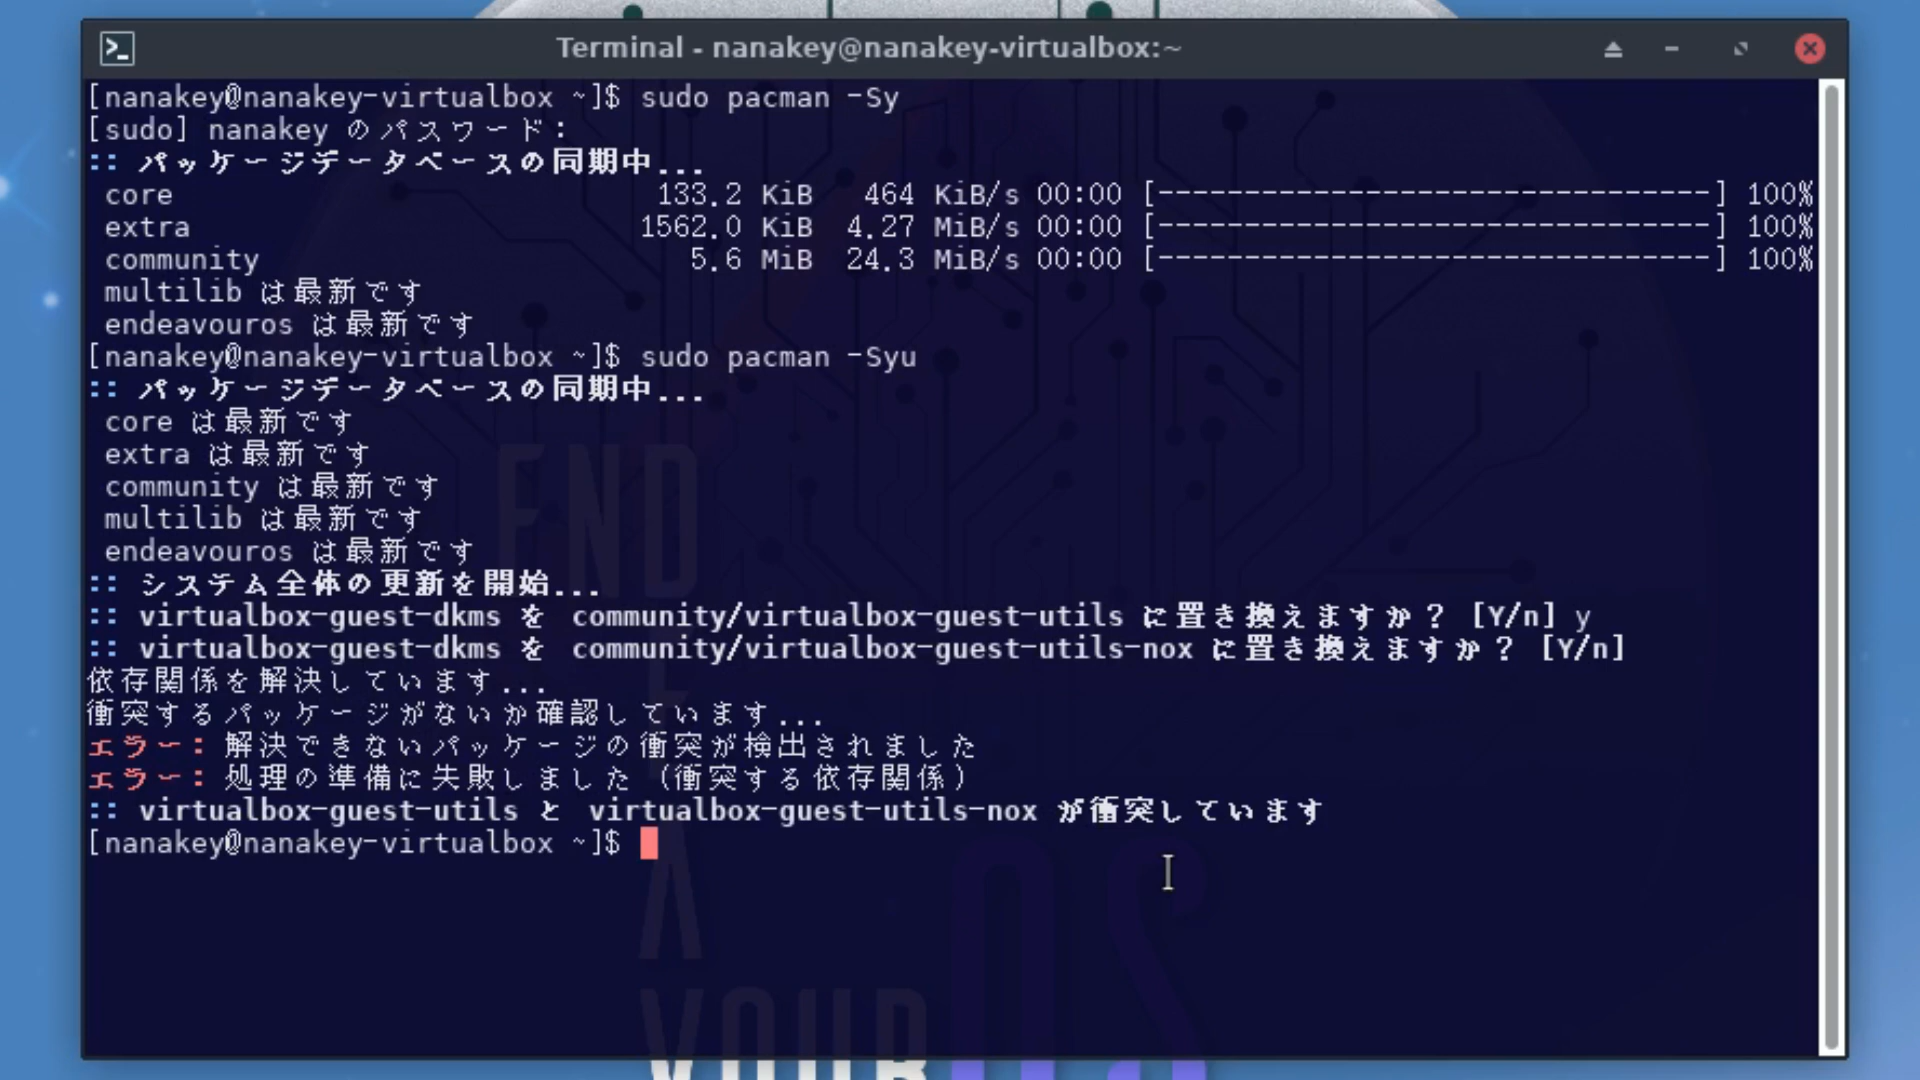 Terminal - nanakey@nanakey-virtualbox:~
[nanakey@nanakey-virtualbox ~]$ sudo pacman -Sy
[sudo] nanakey のパスワード:
:: パッケージデータベースの同期中...
core 133.2 KiB 464 KiB/s 00:00 [--------------------------------] 100%
extra 1562.0 KiB 4.27 MiB/s 00:00 [--------------------------------] 100%
community 5.6 MiB 24.3 MiB/s 00:00 [--------------------------------] 100%
multilib は最新です
endeavouros は最新です
[nanakey@nanakey-virtualbox ~]$ sudo pacman -Syu
:: パッケージデータベースの同期中...
core は最新です
extra は最新です
community は最新です
multilib は最新です
endeavouros は最新です
:: システム全体の更新を開始...
:: virtualbox-guest-dkms を community/virtualbox-guest-utils に置き換えますか？ [Y/n] y
:: virtualbox-guest-dkms を community/virtualbox-guest-utils-nox に置き換えますか？ [Y/n]
依存関係を解決しています...
衝突するパッケージがないか確認しています...
エラー: 解決できないパッケージの衝突が検出されました
エラー: 処理の準備に失敗しました (衝突する依存関係)
:: virtualbox-guest-utils と virtualbox-guest-utils-nox が衝突しています
[nanakey@nanakey-virtualbox ~]$
END
E
A
VOUR OS